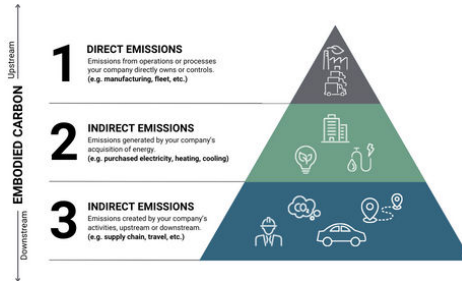 Upstream
EMBODIED CARBON
Downstream
1
DIRECT EMISSIONS
Emissions from operations or processes
your company directly owns or controls.
(e.g. manufacturing, fleet, etc.)
2
INDIRECT EMISSIONS
Emissions generated by your company's
acquisition of energy.
(e.g. purchased electricity, heating, cooling)
3
INDIRECT EMISSIONS
Emissions created by your company's
activities, upstream or downstream.
(e.g. supply chain, travel, etc.)